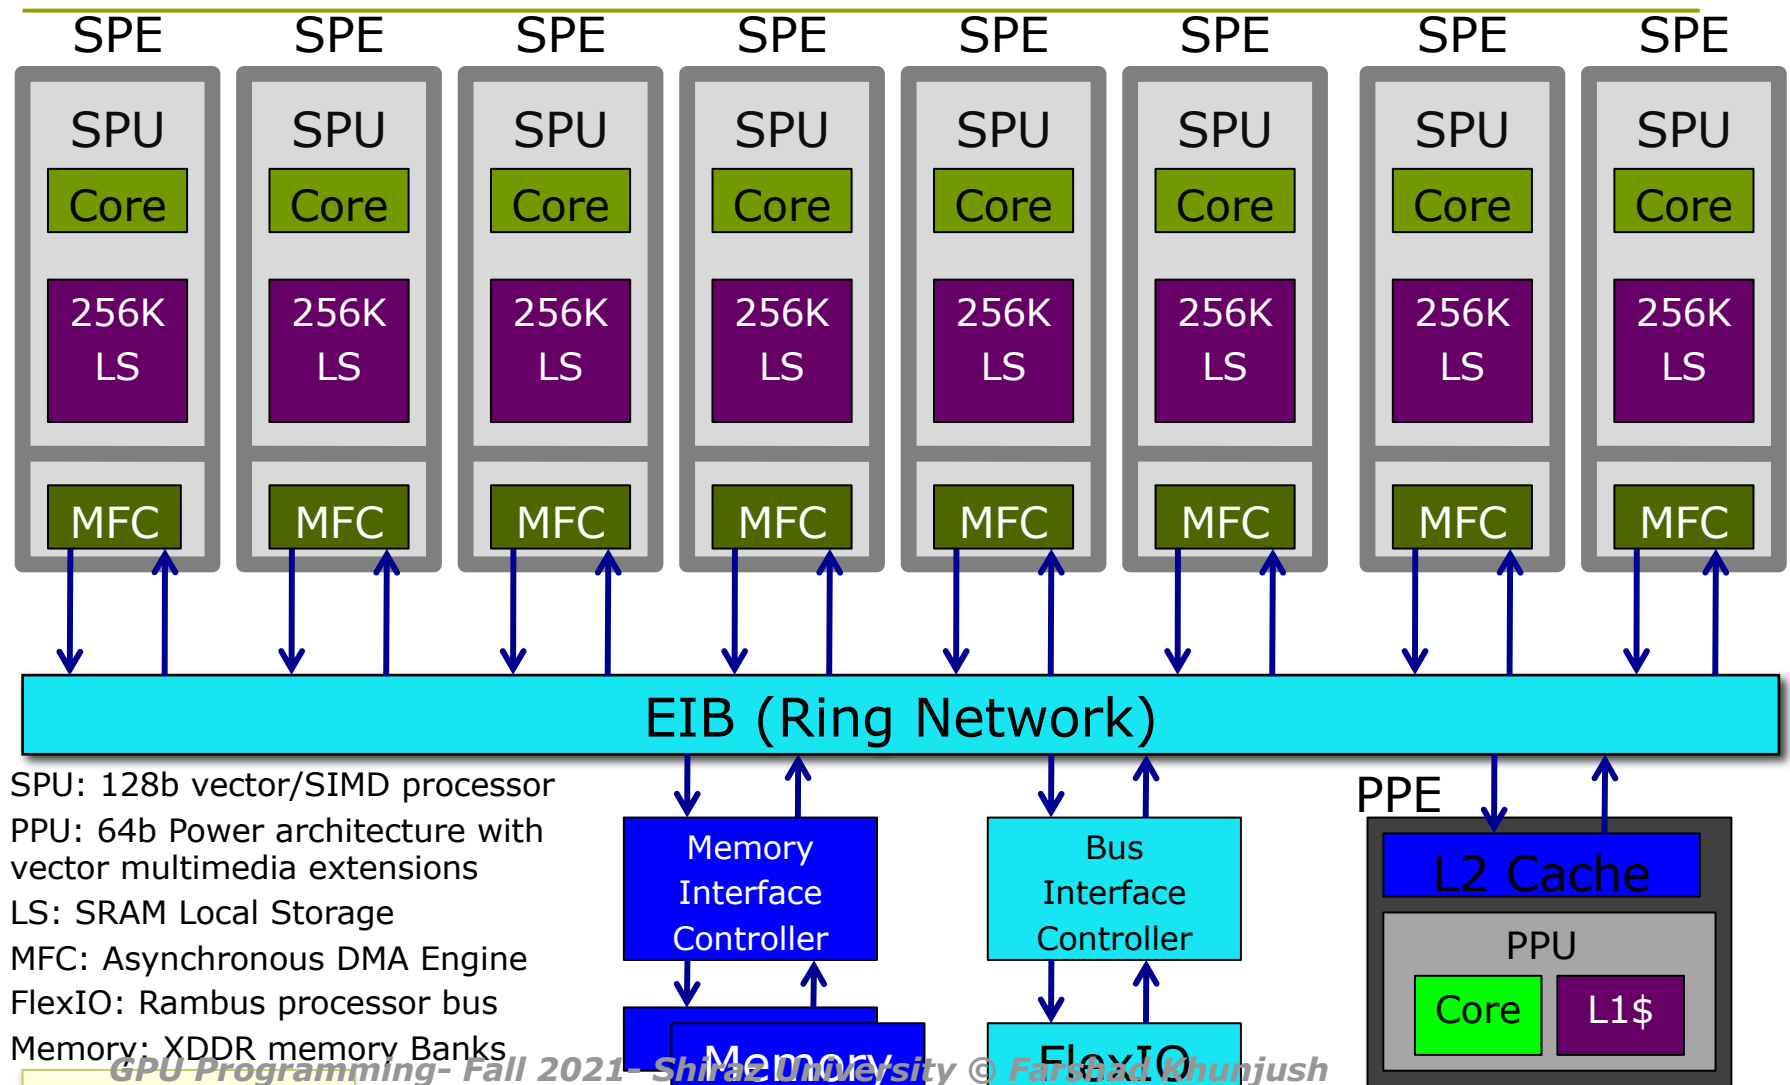 SPE SPE SPE SPE SPE SPE SPE SPE
SPU SPU SPU SPU SPU SPU SPU SPU
Core Core Core Core Core Core Core Core
256K 256K 256K 256K 256K 256K 256K 256K
LS LS LS LS LS LS LS LS
MFC MFC MFC MFC MFC MFC MFC MFC
EIB (Ring Network)
SPU: 128b vector/SIMD processor
PPU: 64b Power architecture with
vector multimedia extensions
LS: SRAM Local Storage
MFC: Asynchronous DMA Engine
FlexIO: Rambus processor bus
Memory: XDDR memory Banks
Memory
Interface
Controller
Memory
Bus
Interface
Controller
FlexIO
PPE
L2 Cache
PPU
Core L1$
GPU Programming- Fall 2021- Shiraz University © Farshad Khunjush